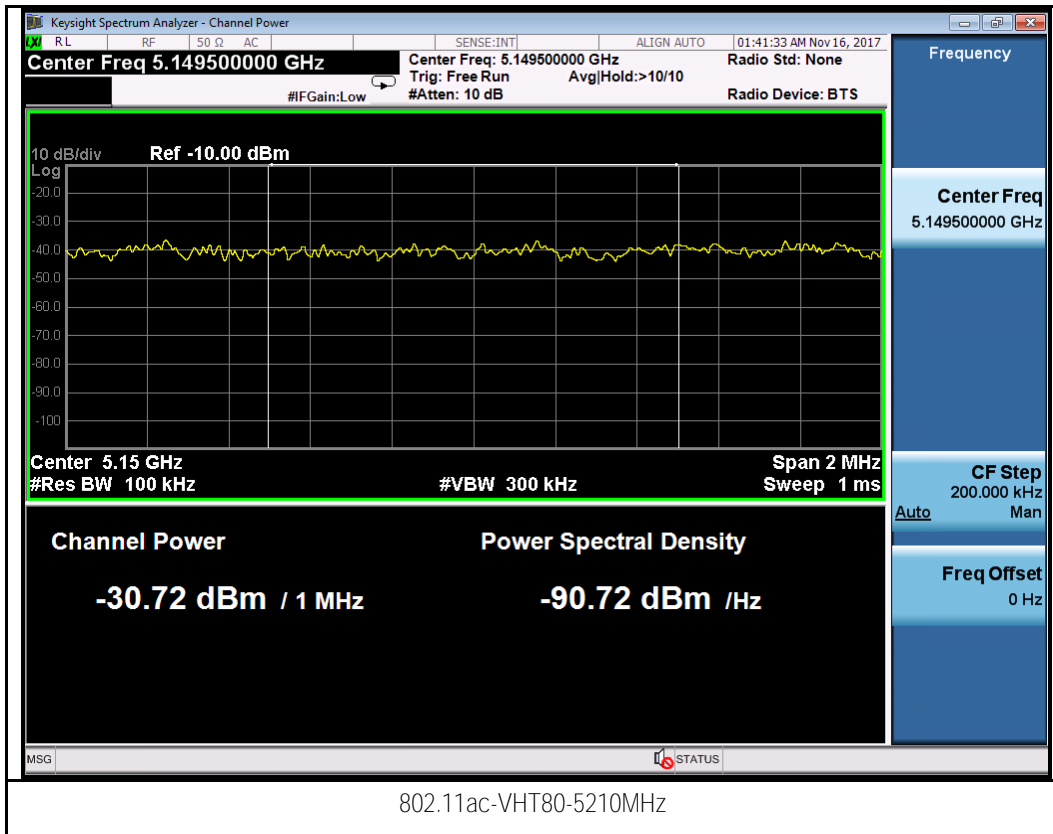 Keysight Spectrum Analyzer - Channel Power
LXI RL RF 50 Ω AC SENSE:INT ALIGN AUTO 01:41:33 AM Nov 16, 2017
Center Freq 5.149500000 GHz
Center Freq: 5.149500000 GHz
Radio Std: None
Trig: Free Run Avg|Hold:>10/10
#IFGain:Low
#Atten: 10 dB
Radio Device: BTS
Frequency
10 dB/div Ref -10.00 dBm
Log
-20.0
-30.0
-40.0
-50.0
-60.0
-70.0
-80.0
-90.0
-100
Center Freq
5.149500000 GHz
Center 5.15 GHz Span 2 MHz
#Res BW 100 kHz #VBW 300 kHz Sweep 1 ms
CF Step
200.000 kHz
Auto Man
Channel Power Power Spectral Density
-30.72 dBm / 1 MHz -90.72 dBm /Hz
Freq Offset
0 Hz
MSG STATUS
802.11ac-VHT80-5210MHz